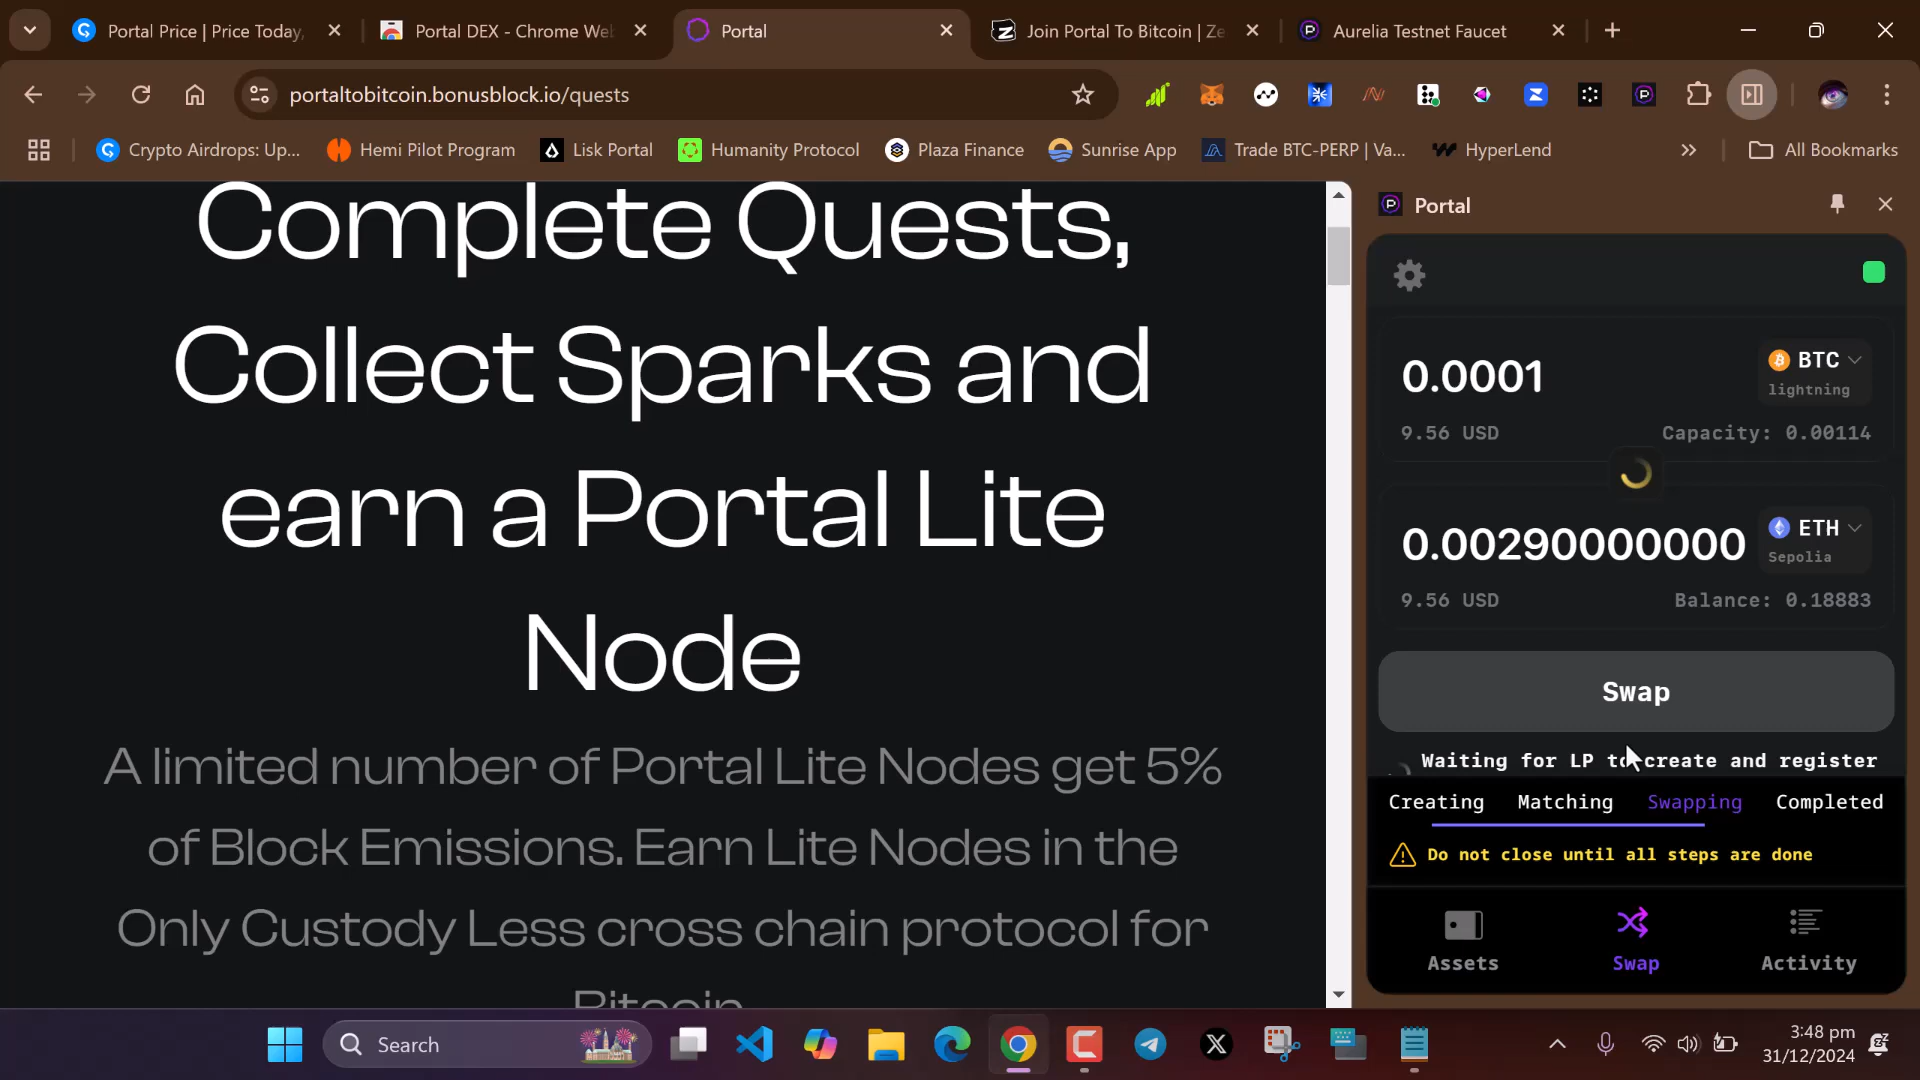 Portal Price | Price Today,
Portal DEX - Chrome We
Portal
Join Portal To Bitcoin | Ze
Aurelia Testnet Faucet
portaltobitcoin.bonusblock.io/quests
Crypto Airdrops: Up...
Hemi Pilot Program
Lisk Portal
Humanity Protocol
Plaza Finance
Sunrise App
Trade BTC-PERP | Va...
HyperLend
All Bookmarks
Complete Quests,
Collect Sparks and
earn a Portal Lite
Node
A limited number of Portal Lite Nodes get 5%
of Block Emissions. Earn Lite Nodes in the
Only Custody Less cross chain protocol for
Bitcoin
Portal
0.0001
BTC
lightning
9.56 USD
Capacity: 0.00114
0.00290000000
ETH
Sepolia
9.56 USD
Balance: 0.18883
Swap
Waiting for LP to create and register
Creating
Matching
Swapping
Completed
Do not close until all steps are done
Assets
Swap
Activity
Search
3:48 pm
31/12/2024